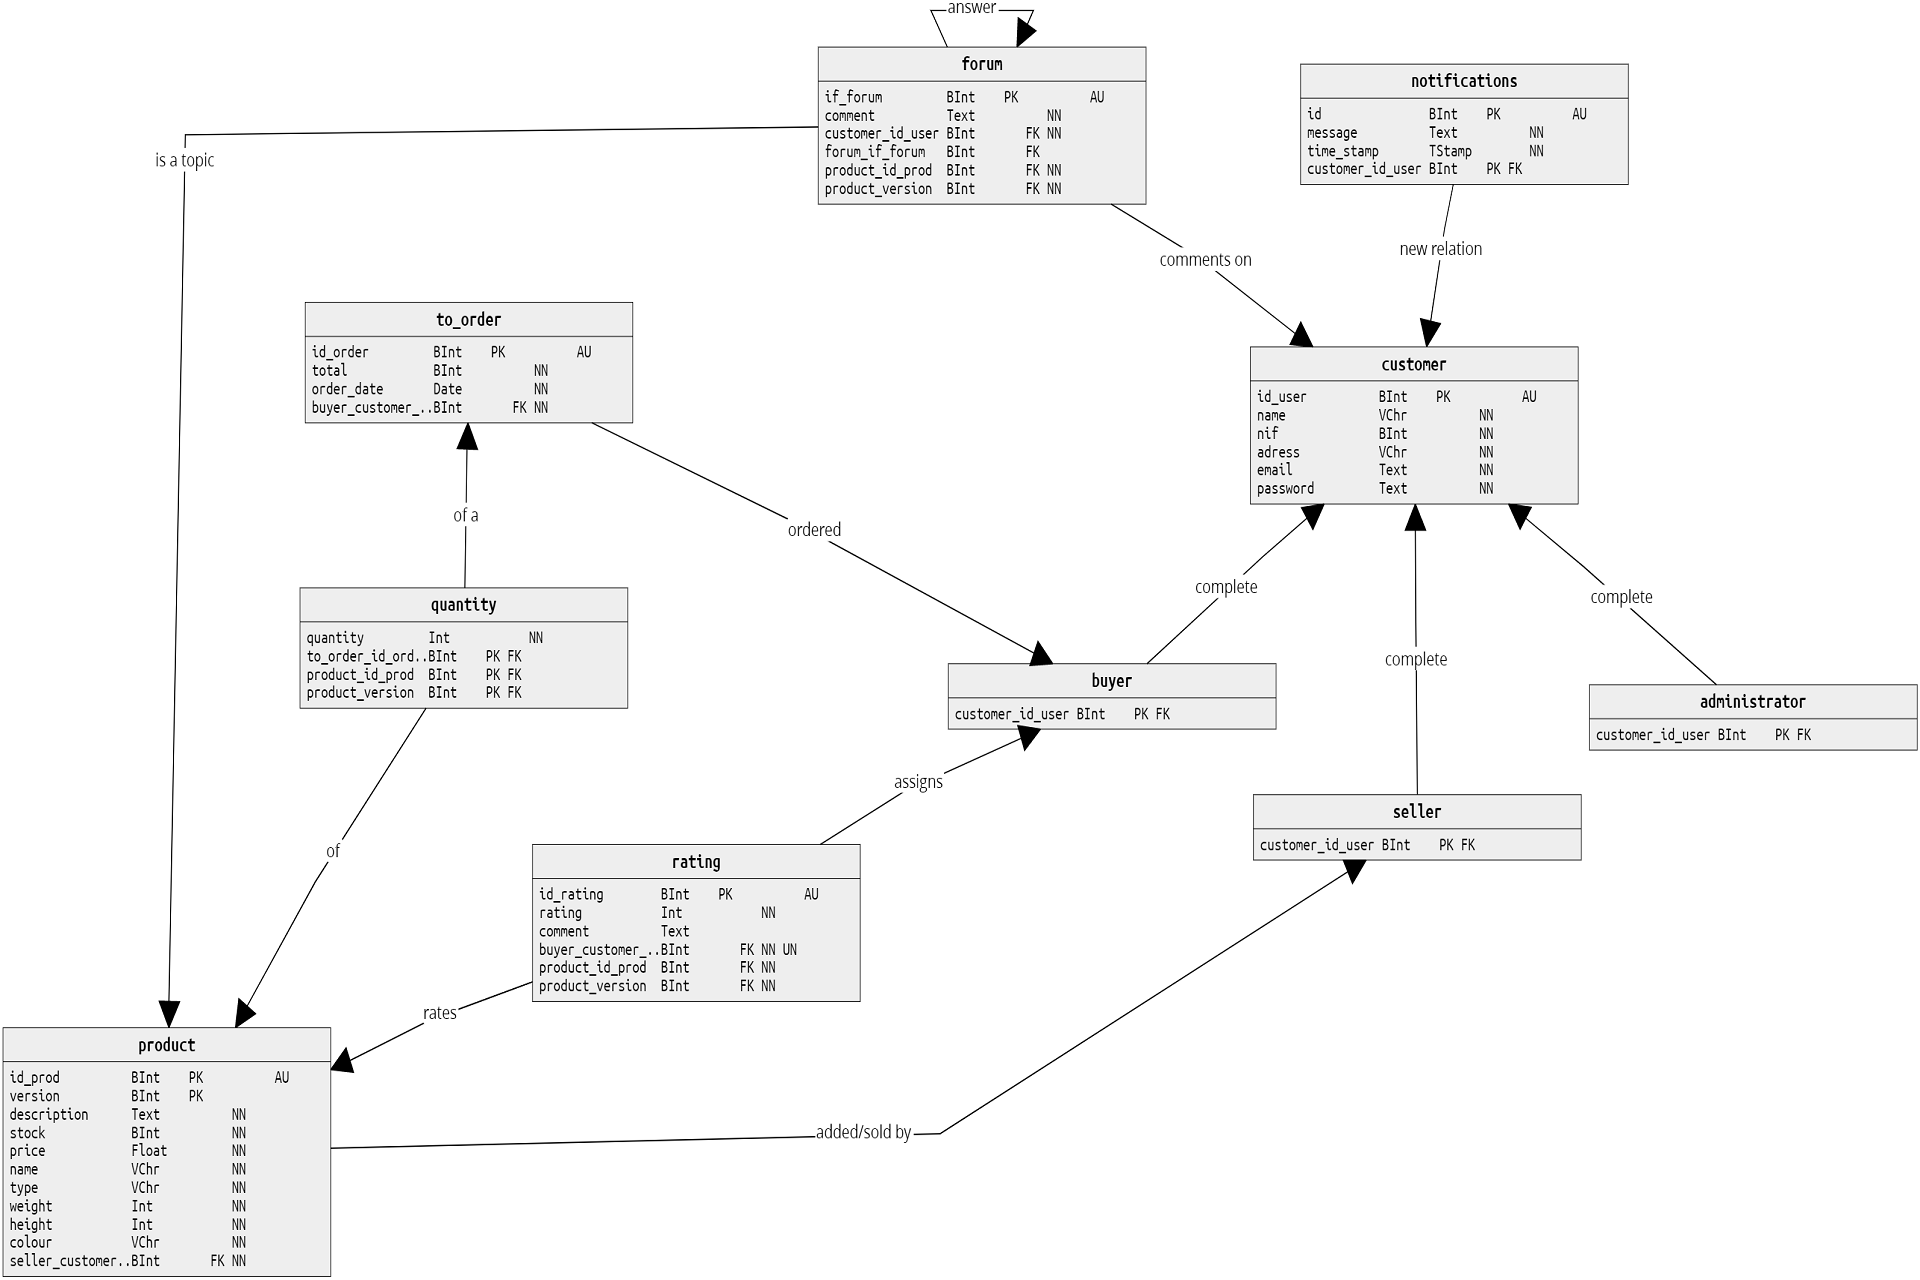 answer
forum
if_forum BInt PK AU
comment Text NN
customer_id_user BInt FK NN
forum_if_forum BInt FK
product_id_prod BInt FK NN
product_version BInt FK NN
notifications
id BInt PK AU
message Text NN
time_stamp TStamp NN
customer_id_user BInt PK FK
is a topic
comments on
new relation
to_order
id_order BInt PK AU
total BInt NN
order_date Date NN
buyer_customer_..BInt FK NN
customer
id_user BInt PK AU
name VChr NN
nif BInt NN
adress VChr NN
email Text NN
password Text NN
of a
ordered
complete
complete
complete
quantity
quantity Int NN
to_order_id_ord..BInt PK FK
product_id_prod BInt PK FK
product_version BInt PK FK
buyer
customer_id_user BInt PK FK
administrator
customer_id_user BInt PK FK
assigns
seller
customer_id_user BInt PK FK
of
rating
id_rating BInt PK AU
rating Int NN
comment Text
buyer_customer_..BInt FK NN UN
product_id_prod BInt FK NN
product_version BInt FK NN
rates
product
id_prod BInt PK AU
version BInt PK
description Text NN
stock BInt NN
price Float NN
name VChr NN
type VChr NN
weight Int NN
height Int NN
colour VChr NN
seller_customer..BInt FK NN
added/sold by